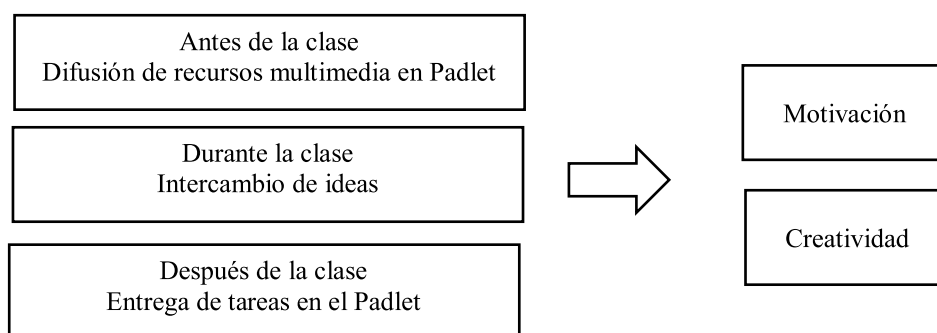 Antes de la clase
Difusión de recursos multimedia en Padlet
Durante la clase
Intercambio de ideas
Después de la clase
Entrega de tareas en el Padlet
Motivación
Creatividad